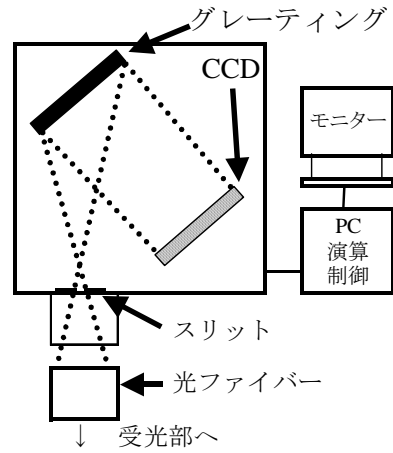 グレーティング
CCD
モニター
PC
演算
制御
スリット
光ファイバー
↓ 受光部へ